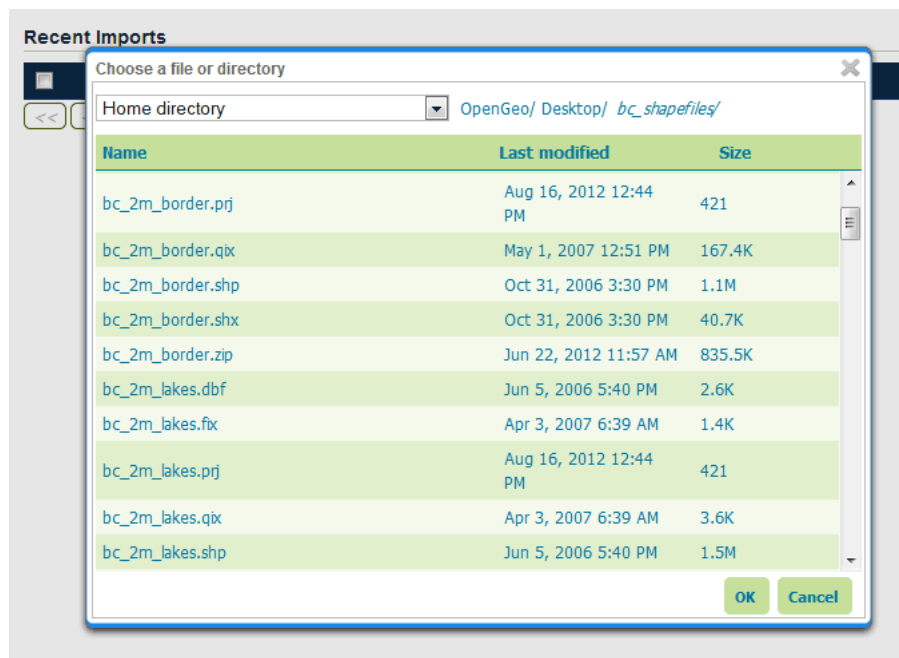 Recent Imports
Choose a file or directory
Home directory OpenGeo/ Desktop/ bc_shapefiles/
<<
Name Last modified Size
bc_2m_border.prj Aug 16, 2012 12:44 PM 421
bc_2m_border.qix May 1, 2007 12:51 PM 167.4K
bc_2m_border.shp Oct 31, 2006 3:30 PM 1.1M
bc_2m_border.shx Oct 31, 2006 3:30 PM 40.7K
bc_2m_border.zip Jun 22, 2012 11:57 AM 835.5K
bc_2m_lakes.dbf Jun 5, 2006 5:40 PM 2.6K
bc_2m_lakes.fix Apr 3, 2007 6:39 AM 1.4K
bc_2m_lakes.prj Aug 16, 2012 12:44 PM 421
bc_2m_lakes.qix Apr 3, 2007 6:39 AM 3.6K
bc_2m_lakes.shp Jun 5, 2006 5:40 PM 1.5M
OK Cancel